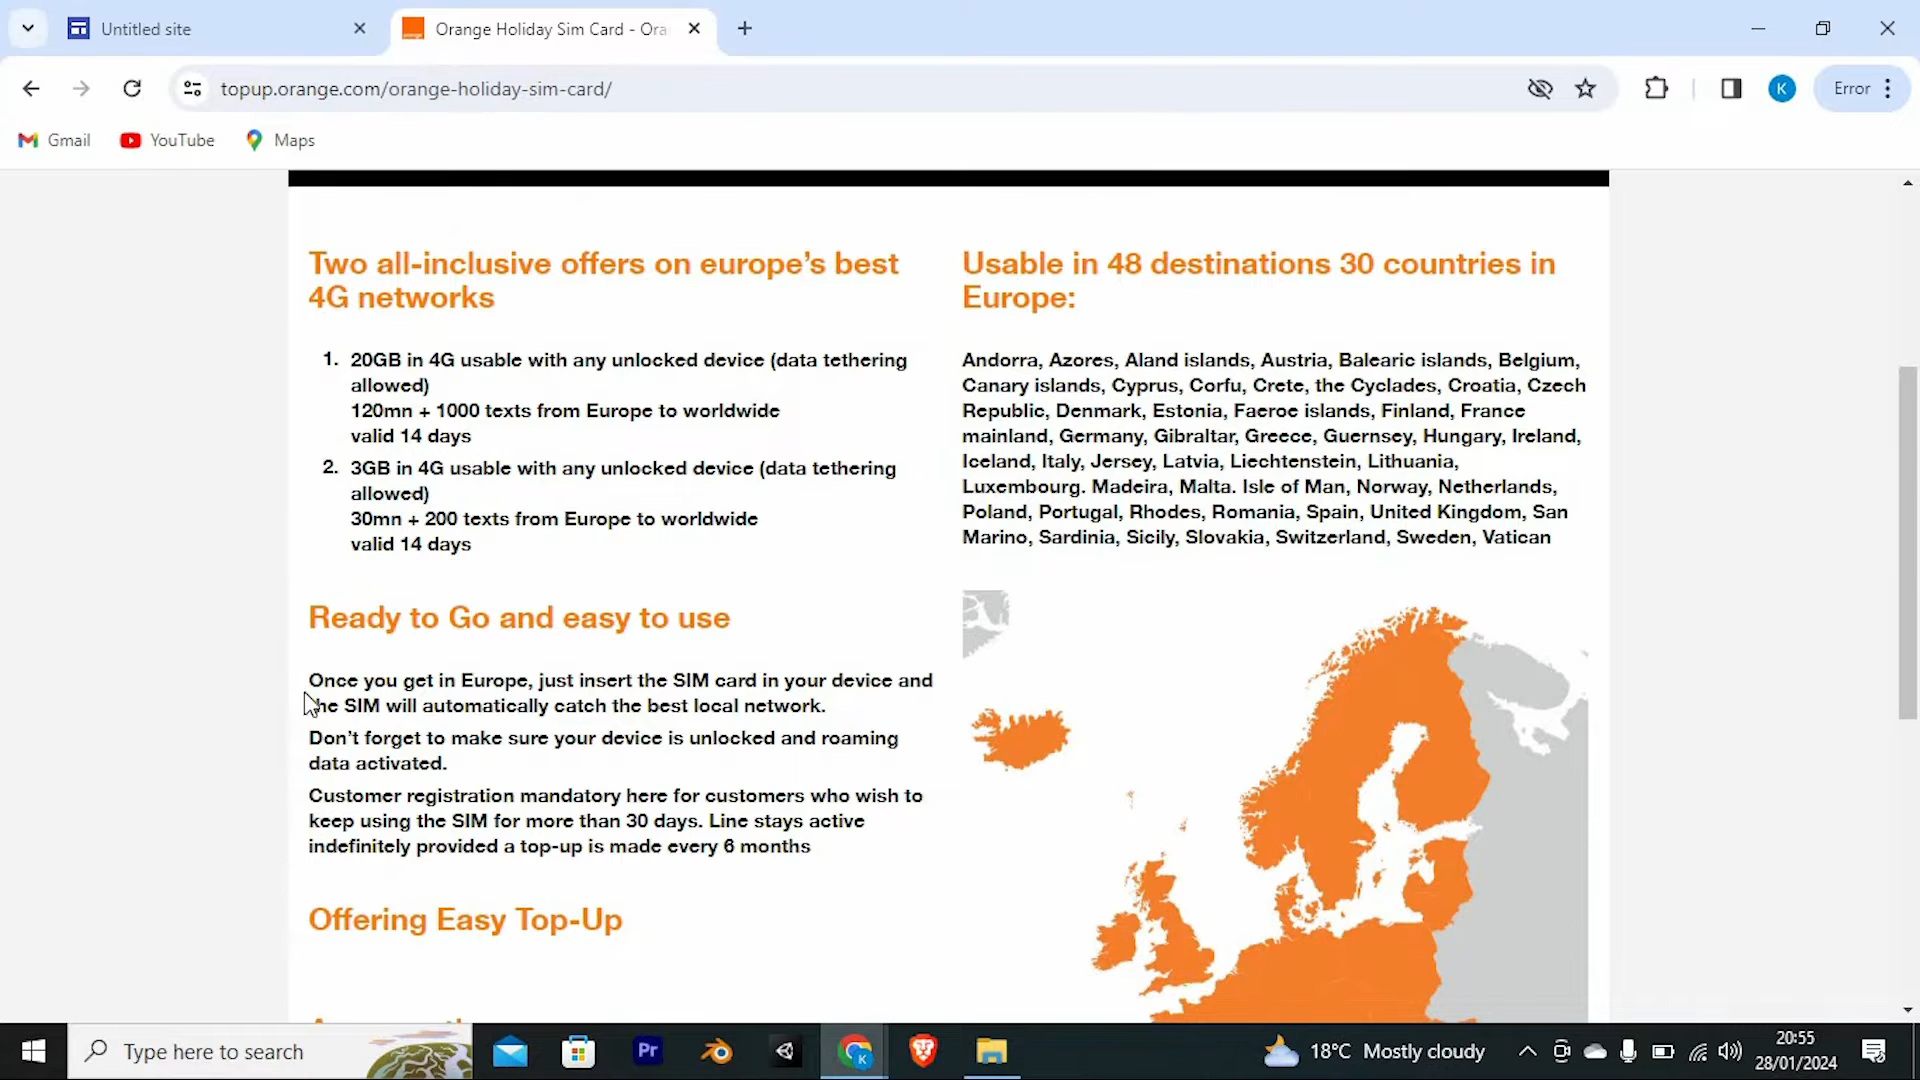 Untitled site
Orange Holiday Sim Card - Ora
topup.orange.com/orange-holiday-sim-card/
K
Error
Gmail
YouTube
Maps
Two all-inclusive offers on europe's best
4G networks
1. 20GB in 4G usable with any unlocked device (data tethering
allowed)
120mn + 1000 texts from Europe to worldwide
valid 14 days
2. 3GB in 4G usable with any unlocked device (data tethering
allowed)
30mn + 200 texts from Europe to worldwide
valid 14 days
Ready to Go and easy to use
Once you get in Europe, just insert the SIM card in your device and
the SIM will automatically catch the best local network.
Don't forget to make sure your device is unlocked and roaming
data activated.
Customer registration mandatory here for customers who wish to
keep using the SIM for more than 30 days. Line stays active
indefinitely provided a top-up is made every 6 months
Offering Easy Top-Up
Usable in 48 destinations 30 countries in
Europe:
Andorra, Azores, Aland islands, Austria, Balearic islands, Belgium,
Canary islands, Cyprus, Corfu, Crete, the Cyclades, Croatia, Czech
Republic, Denmark, Estonia, Faeroe islands, Finland, France
mainland, Germany, Gibraltar, Greece, Guernsey, Hungary, Ireland,
Iceland, Italy, Jersey, Latvia, Liechtenstein, Lithuania,
Luxembourg. Madeira, Malta. Isle of Man, Norway, Netherlands,
Poland, Portugal, Rhodes, Romania, Spain, United Kingdom, San
Marino, Sardinia, Sicily, Slovakia, Switzerland, Sweden, Vatican
Type here to search
Pr
K
18°C Mostly cloudy
20:55
28/01/2024